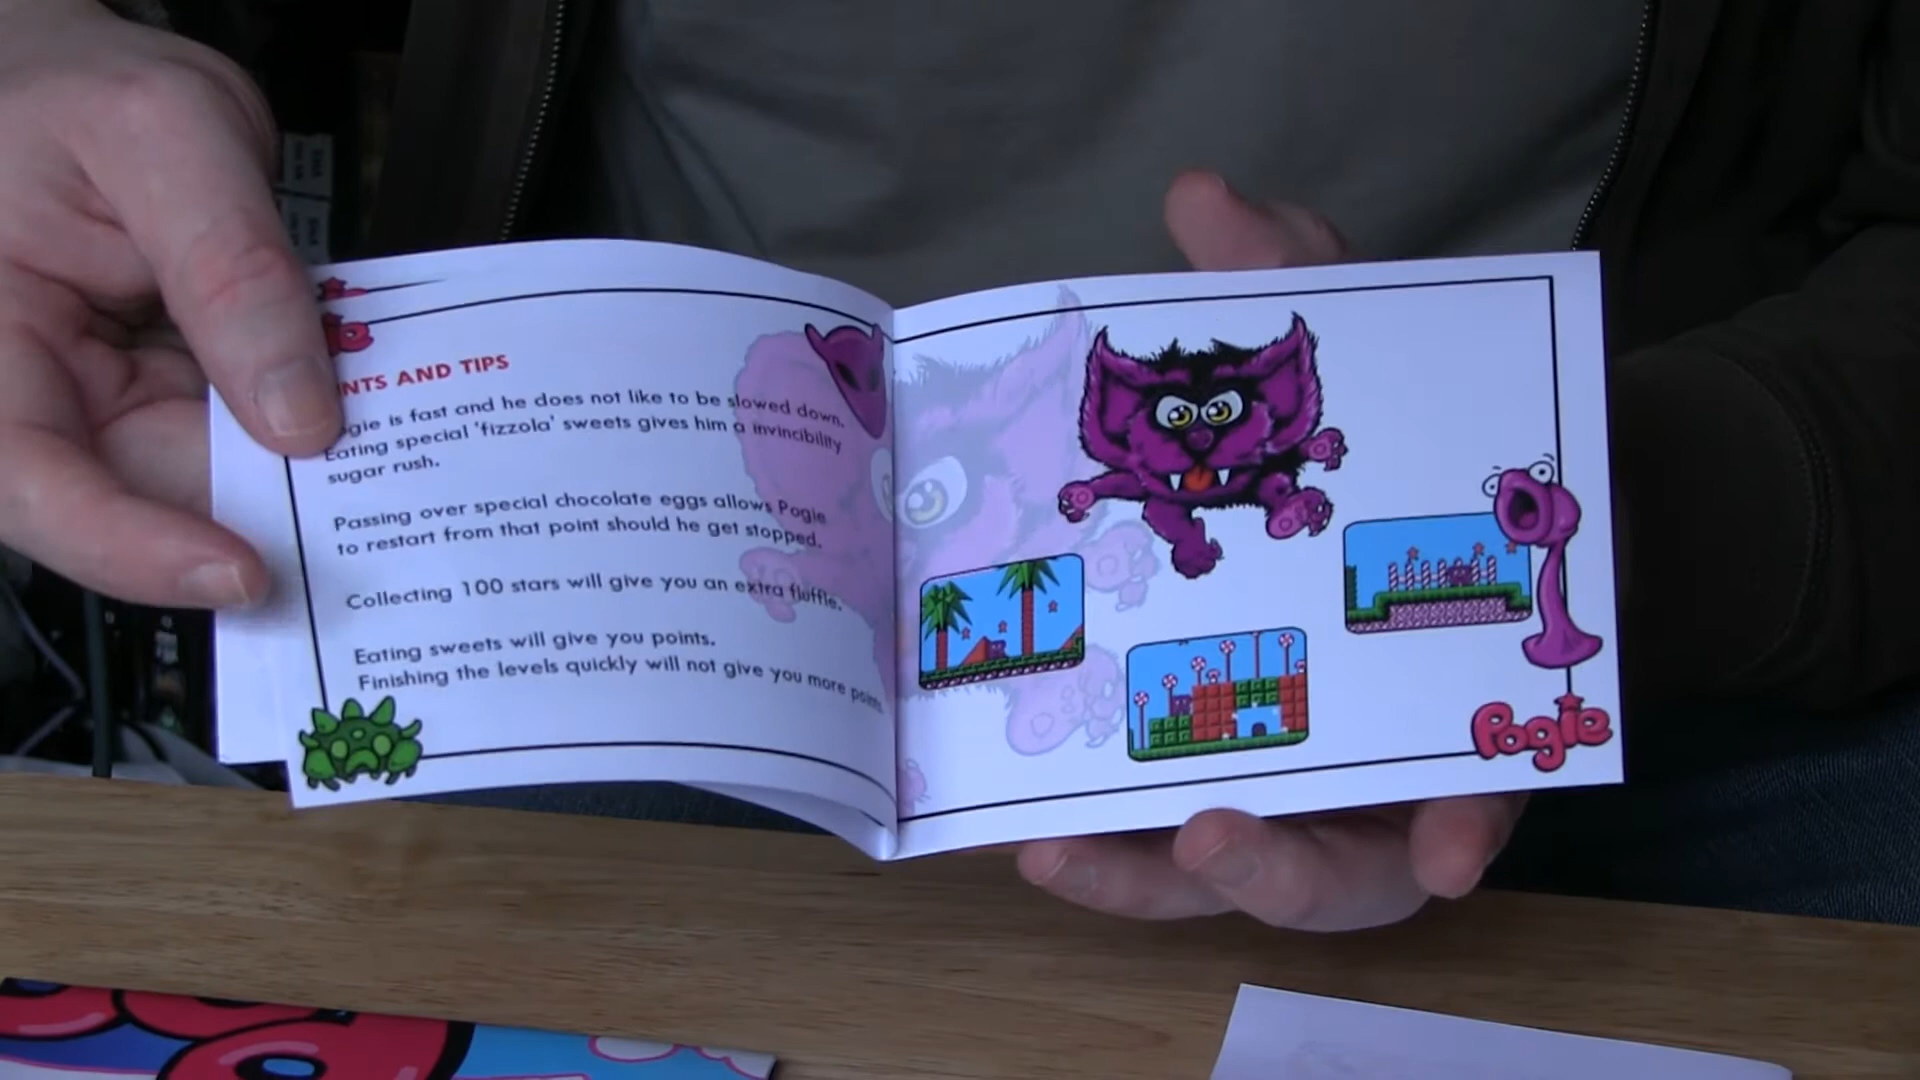 NTS AND TIPS
gie is fast and he does not like to be slowed down.
Eating special 'fizzola' sweets gives him a invincibility
sugar rush.
Passing over special chocolate eggs allows Pogie
to restart from that point should he get stopped.
Collecting 100 stars will give you an extra fluffle.
Eating sweets will give you points.
Finishing the levels quickly will not give you more points.
Pogie